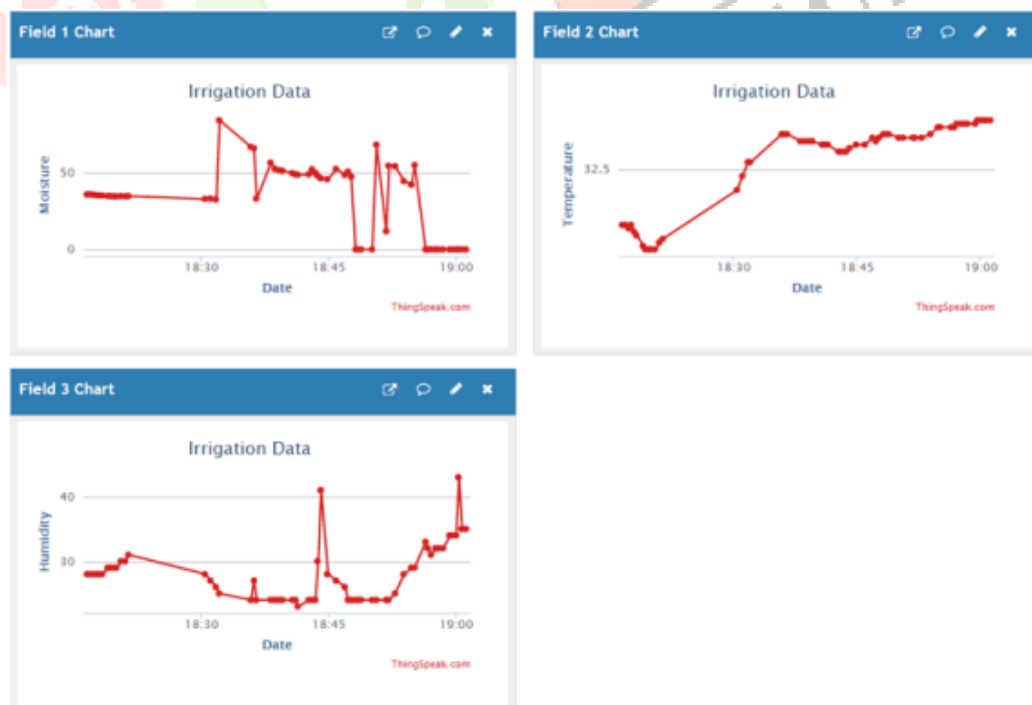 Field 1 Chart
Irrigation Data
Moisture
50
0
18:30 18:45 19:00
Date
ThingSpeak.com
Field 2 Chart
Irrigation Data
Temperature
32.5
18:30 18:45 19:00
Date
ThingSpeak.com
Field 3 Chart
Irrigation Data
Humidity
40
30
18:30 18:45 19:00
Date
ThingSpeak.com